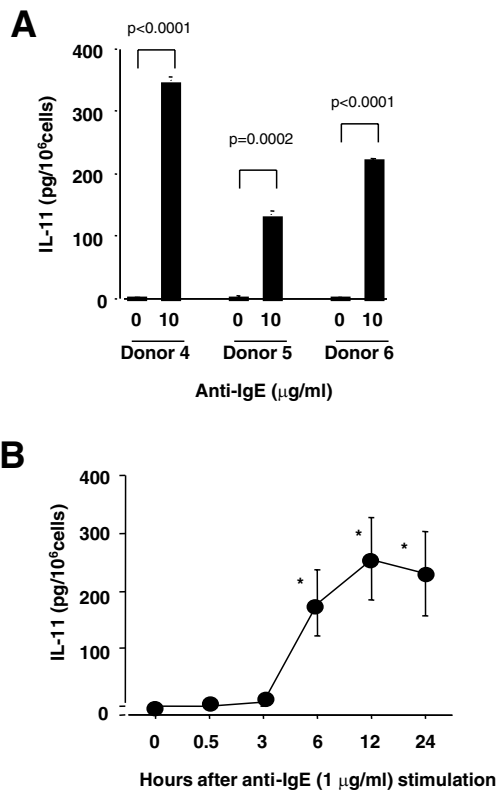 A
p<0.0001
400
p<0.0001
300
p=0.0002
200
100
0
IL-11 (pg/10⁶cells)
0 10 0 10 0 10
Donor 4 Donor 5 Donor 6
Anti-IgE (μg/ml)
B
400
300
200
100
0
IL-11 (pg/10⁶cells)
* * *
0 0.5 3 6 12 24
Hours after anti-IgE (1 μg/ml) stimulation